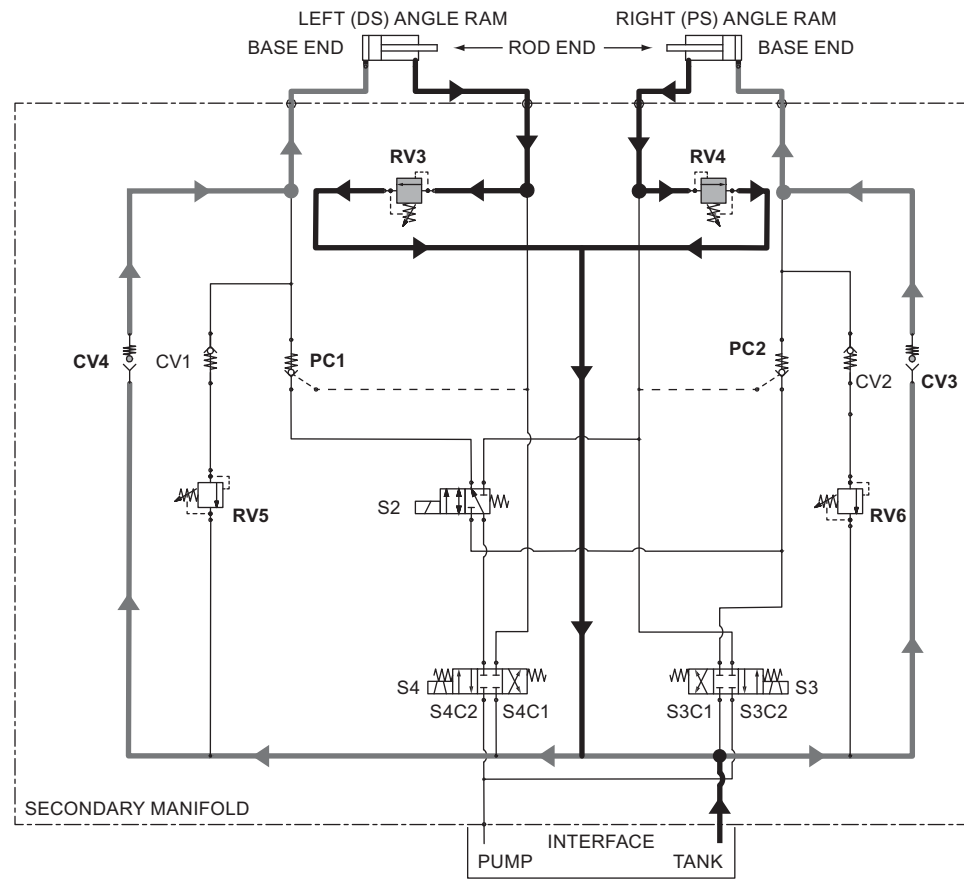 LEFT (DS) ANGLE RAM RIGHT (PS) ANGLE RAM
BASE END ROD END BASE END
RV3 RV4
CV4 CV1 PC1 PC2 CV2 CV3
S2
RV5 RV6
S4 S3
S4C2 S4C1 S3C1 S3C2
SECONDARY MANIFOLD
INTERFACE
PUMP TANK